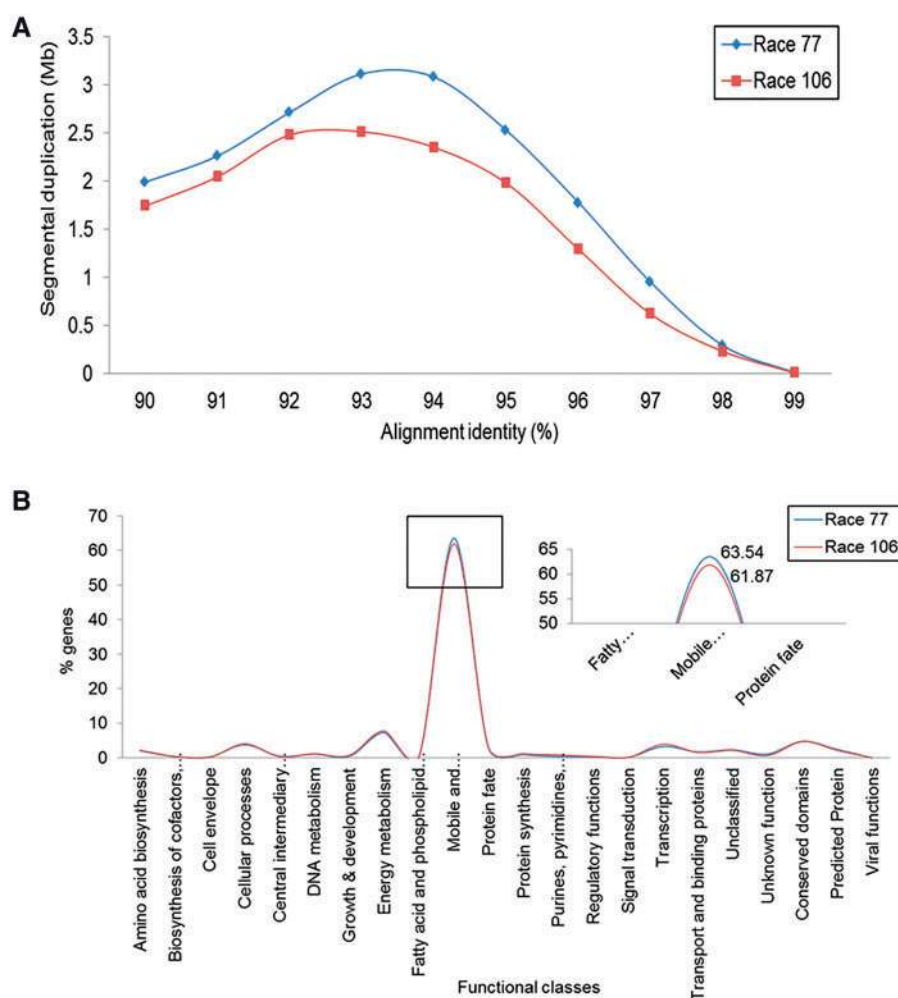 A
Segmental duplication (Mb)
3.5
3
2.5
2
1.5
1
0.5
0
Race 77
Race 106
90 91 92 93 94 95 96 97 98 99
Alignment identity (%)
B
% genes
70
60
50
40
30
20
10
0
Race 77
Race 106
65
60
55
50
63.54
61.87
Fatty…
Mobile…
Protein fate
Amino acid biosynthesis
Biosynthesis of cofactors,…
Cell envelope
Cellular processes
Central intermediary…
DNA metabolism
Growth & development
Energy metabolism
Fatty acid and phospholipid…
Mobile and…
Protein fate
Protein synthesis
Purines, pyrimidines,…
Regulatory functions
Signal transduction
Transcription
Transport and binding proteins
Unclassified
Unknown function
Conserved domains
Predicted Protein
Viral functions
Functional classes